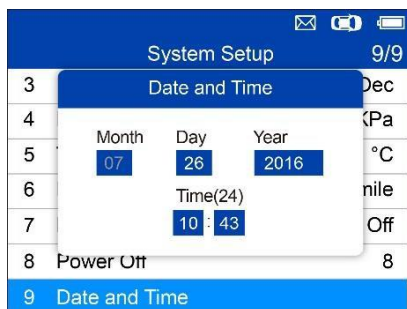 System Setup 9/9
3 Dec
Date and Time
4 KPa
Month Day Year
5 °C
07 26 2016
6 mile
Time(24)
7 Off
10 : 43
8 Power Off 8
9 Date and Time